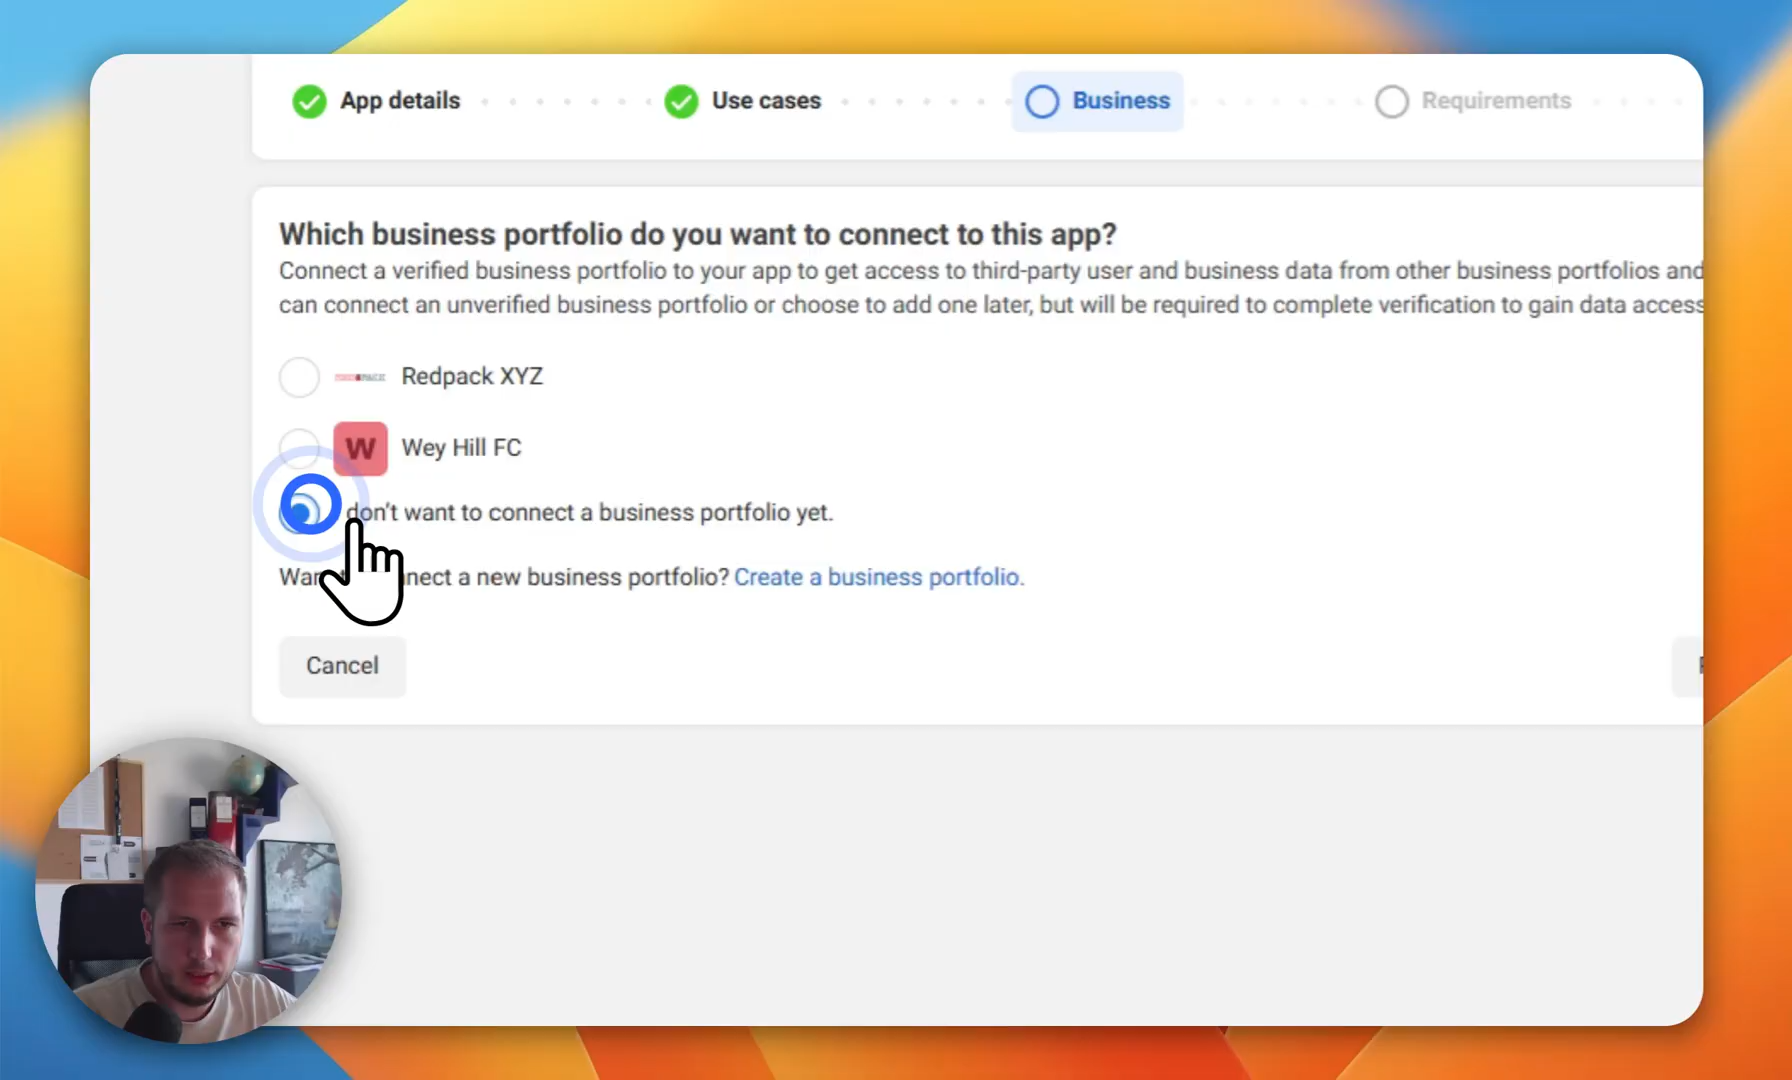 App details
Use cases
Business
Requirements
Which business portfolio do you want to connect to this app?
Connect a verified business portfolio to your app to get access to third-party user and business data from other business portfolios and
can connect an unverified business portfolio or choose to add one later, but will be required to complete verification to gain data access
Redpack XYZ
W Wey Hill FC
don't want to connect a business portfolio yet.
a new business portfolio? Create a business portfolio.
Cancel